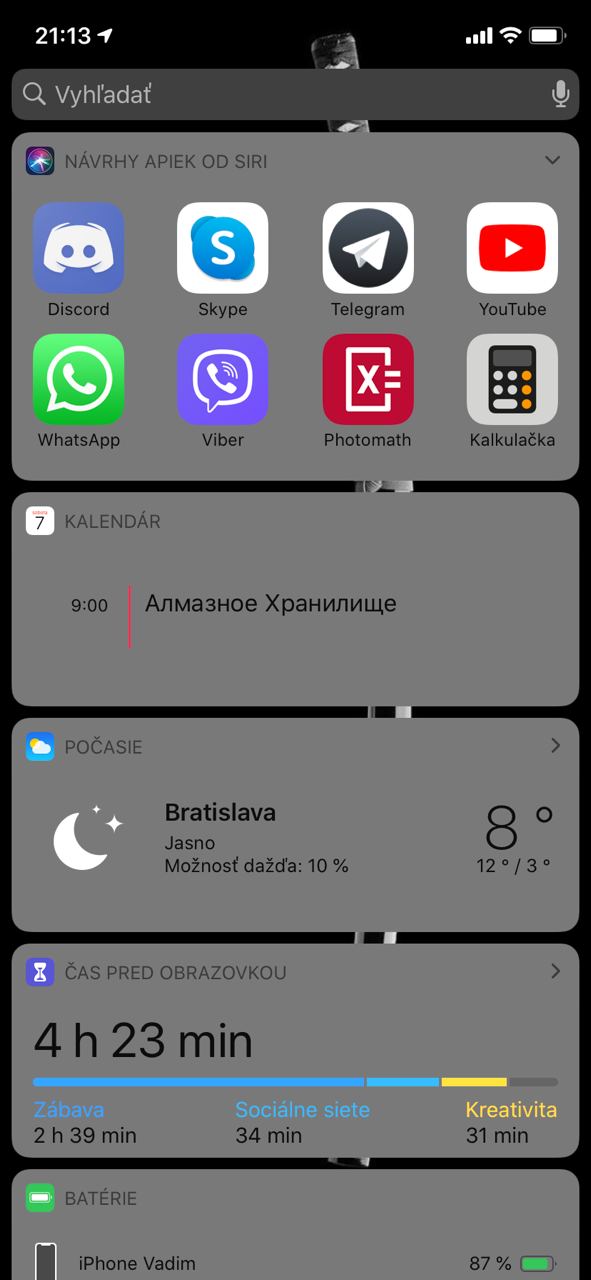 21:13
Vyhľadať
NÁVRHY APIEK OD SIRI
Discord
Skype
Telegram
YouTube
WhatsApp
Viber
Photomath
Kalkulačka
7
KALENDÁR
9:00
Алмазное Хранилище
POČASIE
Bratislava
8 °
Jasno
Možnosť dažďa: 10 %
12 ° / 3 °
ČAS PRED OBRAZOVKOU
4 h 23 min
Zábava
Sociálne siete
Kreativita
2 h 39 min
34 min
31 min
BATÉRIE
iPhone Vadim
87 %